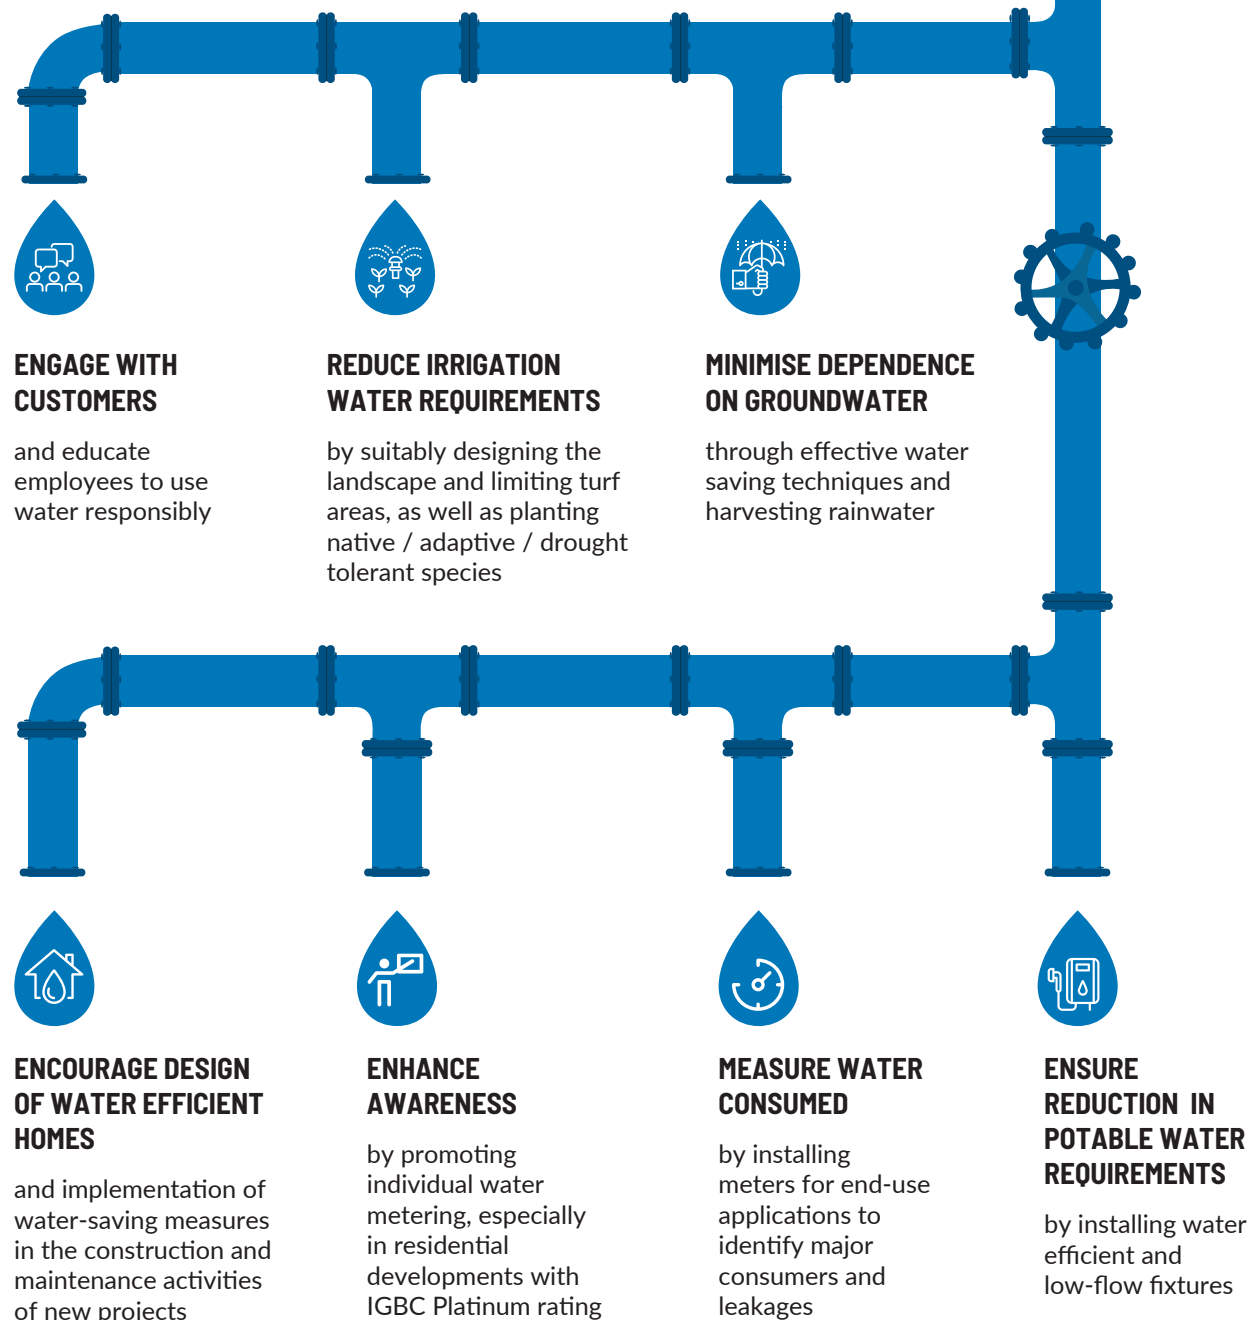 ENGAGE WITH
CUSTOMERS
and educate
employees to use
water responsibly
REDUCE IRRIGATION
WATER REQUIREMENTS
by suitably designing the
landscape and limiting turf
areas, as well as planting
native / adaptive / drought
tolerant species
MINIMISE DEPENDENCE
ON GROUNDWATER
through effective water
saving techniques and
harvesting rainwater
ENCOURAGE DESIGN
OF WATER EFFICIENT
HOMES
and implementation of
water-saving measures
in the construction and
maintenance activities
of new projects
ENHANCE
AWARENESS
by promoting
individual water
metering, especially
in residential
developments with
IGBC Platinum rating
MEASURE WATER
CONSUMED
by installing
meters for end-use
applications to
identify major
consumers and
leakages
ENSURE
REDUCTION IN
POTABLE WATER
REQUIREMENTS
by installing water
efficient and
low-flow fixtures